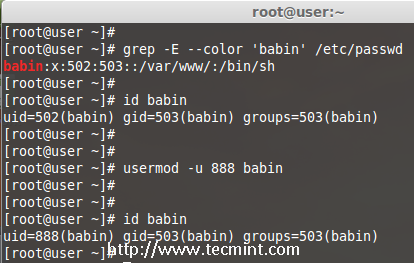 root@user:~
[root@user ~]#
[root@user ~]# grep -E --color 'babin' /etc/passwd
babin:x:502:503::/var/www/:/bin/sh
[root@user ~]#
[root@user ~]# id babin
uid=502(babin) gid=503(babin) groups=503(babin)
[root@user ~]#
[root@user ~]#
[root@user ~]# usermod -u 888 babin
[root@user ~]#
[root@user ~]#
[root@user ~]# id babin
uid=888(babin) gid=503(babin) groups=503(babin)
[root@user ~]#
http://www.tecmint.com